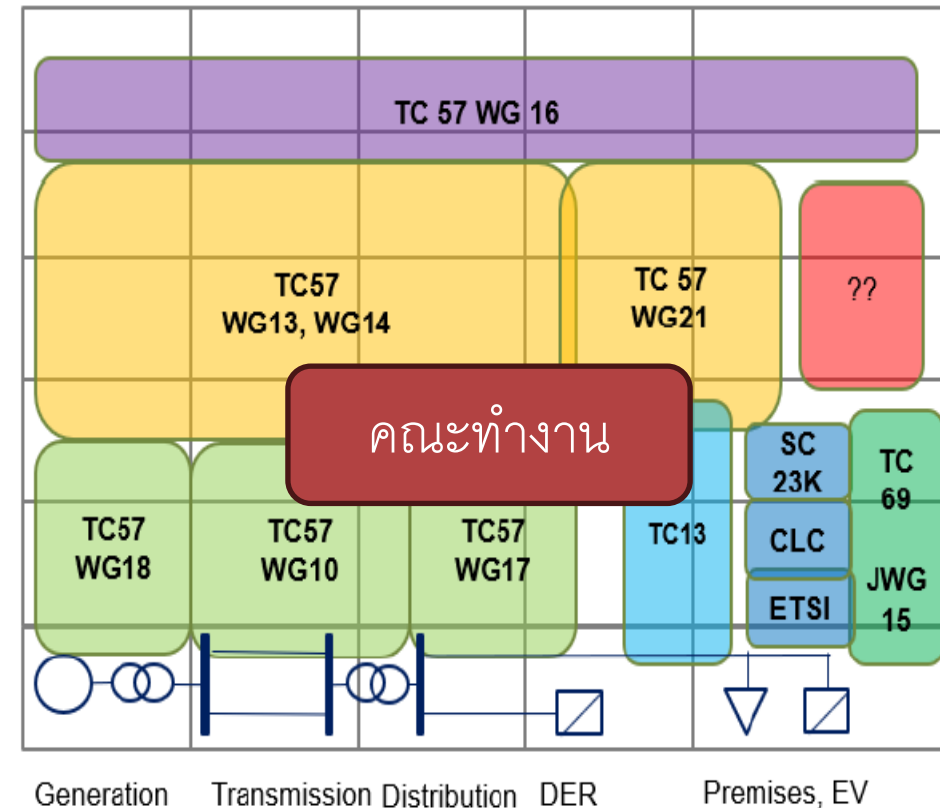 TC 57 WG 16
TC57
WG13, WG14
TC 57
WG21
??
คณะทำงาน
TC57
WG18
TC57
WG10
TC57
WG17
TC13
SC
23K
CLC
ETSI
TC
69
JWG
15
Generation
Transmission
Distribution
DER
Premises, EV